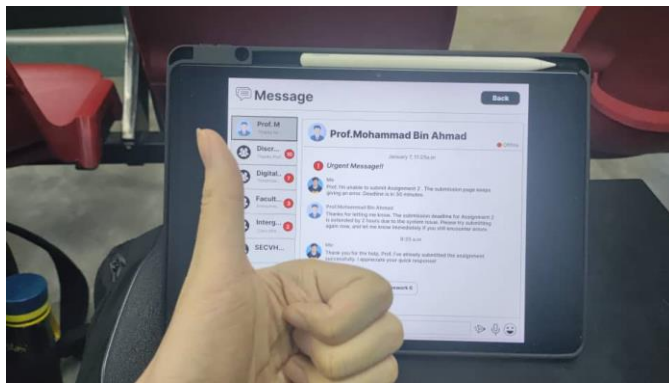 Message
Back
Prof. M
Discr...
Digital...
Facult...
Interg...
SECVH...
Prof.Mohammad Bin Ahmad
Offline
Urgent Message!!
Me
Prof. I'm unable to submit Assignment 2 . The submission page keeps
giving an error. Deadline is in 30 minutes.
Prof.Mohammad Bin Ahmad
Thanks for letting me know. The submission deadline for Assignment 2
is extended by 2 hours due to the system issue. Please try submitting
again now, and let me know immediately if you still encounter errors.
Me
Thank you for the help, Prof. I've already submitted the assignment
successfully. I appreciate your quick response!